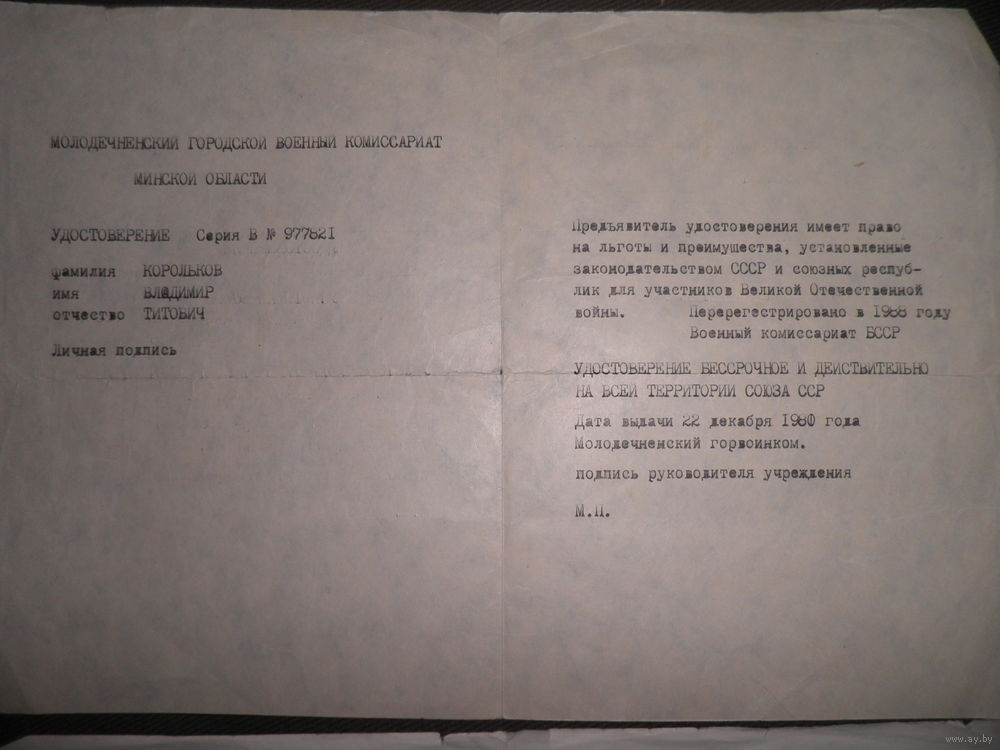 МОЛОДЕЧНЕНСКИЙ ГОРОДСКОЙ ВОЕННЫЙ КОМИССАРИАТ
МИНСКОЙ ОБЛАСТИ
УДОСТОВЕРЕНИЕ Серия В № 977821
фамилия КОРОЛЬКОВ
имя ВЛАДИМИР
отчество ТИТОВИЧ
Личная подпись
Предъявитель удостоверения имеет право
на льготы и преимущества, установленные
законодательством СССР и союзных респуб-
лик для участников Великой Отечественной
войны. Перерегестрировано в 1988 году
Военный комиссариат БССР
УДОСТОВЕРЕНИЕ БЕССРОЧНОЕ И ДЕЙСТВИТЕЛЬНО
НА ВСЕЙ ТЕРРИТОРИИ СОЮЗА ССР
Дата выдачи 22 декабря 1980 года
Молодечненский горвоинком.
подпись руководителя учреждения
М.П.
www.ay.by